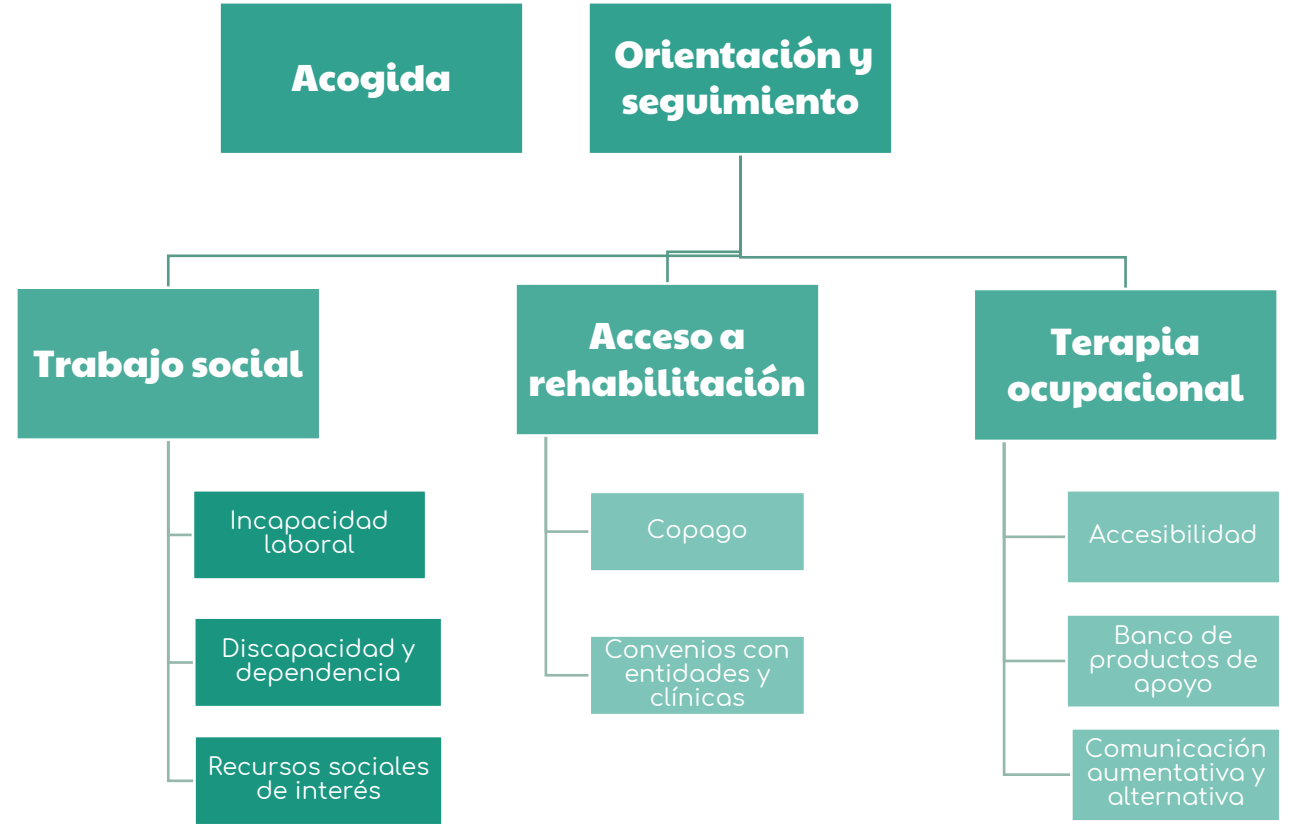 Acogida
Orientación y
seguimiento
Trabajo social
Acceso a
rehabilitación
Terapia
ocupacional
Incapacidad
laboral
Discapacidad y
dependencia
Recursos sociales
de interés
Copago
Convenios con
entidades y
clínicas
Accesibilidad
Banco de
productos de
apoyo
Comunicación
aumentativa y
alternativa